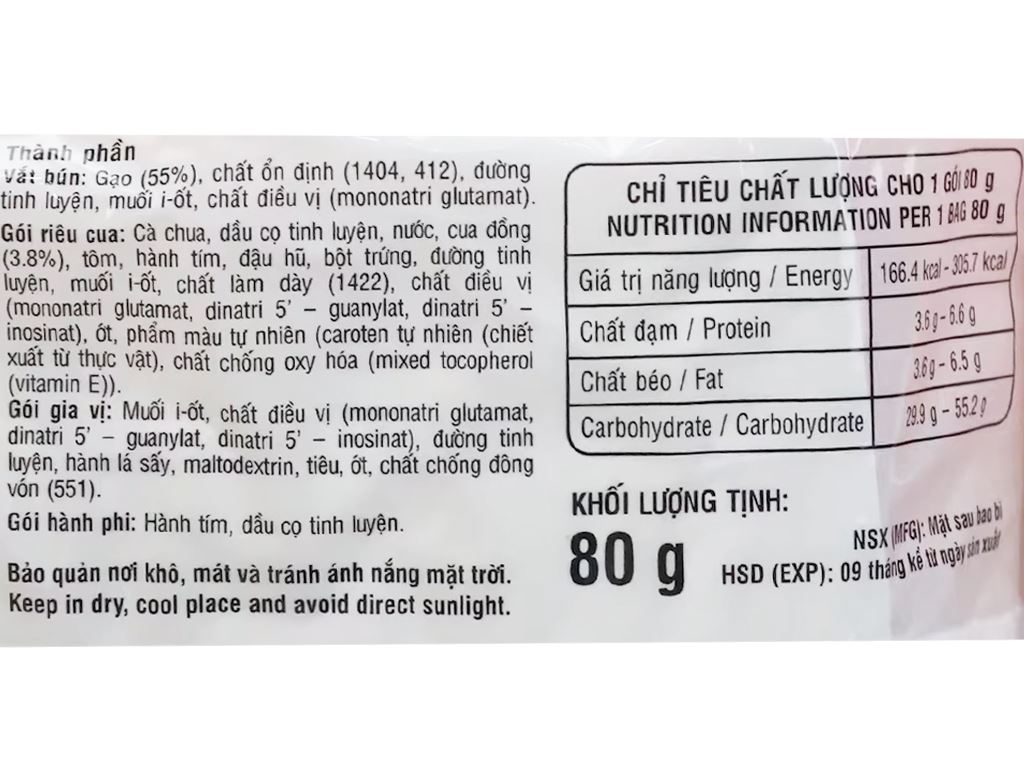 Thành phần
Vắt bún: Gạo (55%), chất ổn định (1404, 412), đường
tinh luyện, muối i-ốt, chất điều vị (mononatri glutamat).
Gói riêu cua: Cà chua, dầu cọ tinh luyện, nước, cua đồng
(3.8%), tôm, hành tím, đậu hũ, bột trứng, đường tinh
luyện, muối i-ốt, chất làm dày (1422), chất điều vị
(mononatri glutamat, dinatri 5' – guanylat, dinatri 5' –
inosinat), ớt, phẩm màu tự nhiên (caroten tự nhiên (chiết
xuất từ thực vật), chất chống oxy hóa (mixed tocopherol
(vitamin E)).
Gói gia vị: Muối i-ốt, chất điều vị (mononatri glutamat,
dinatri 5' – guanylat, dinatri 5' – inosinat), đường tinh
luyện, hành lá sấy, maltodextrin, tiêu, ớt, chất chống đông
vón (551).
Gói hành phi: Hành tím, dầu cọ tinh luyện.
Bảo quản nơi khô, mát và tránh ánh nắng mặt trời.
Keep in dry, cool place and avoid direct sunlight.
CHỈ TIÊU CHẤT LƯỢNG CHO 1 GÓI 80 g
NUTRITION INFORMATION PER 1 BAG 80 g
Giá trị năng lượng / Energy 166.4 kcal - 305.7 kcal
Chất đạm / Protein 3.6 g - 6.6 g
Chất béo / Fat 3.6 g - 6.5 g
Carbohydrate / Carbohydrate 29.9 g - 55.2 g
KHỐI LƯỢNG TỊNH:
80 g
NSX (MFG): Mặt sau bao bì
HSD (EXP): 09 tháng kể từ ngày sản xuất